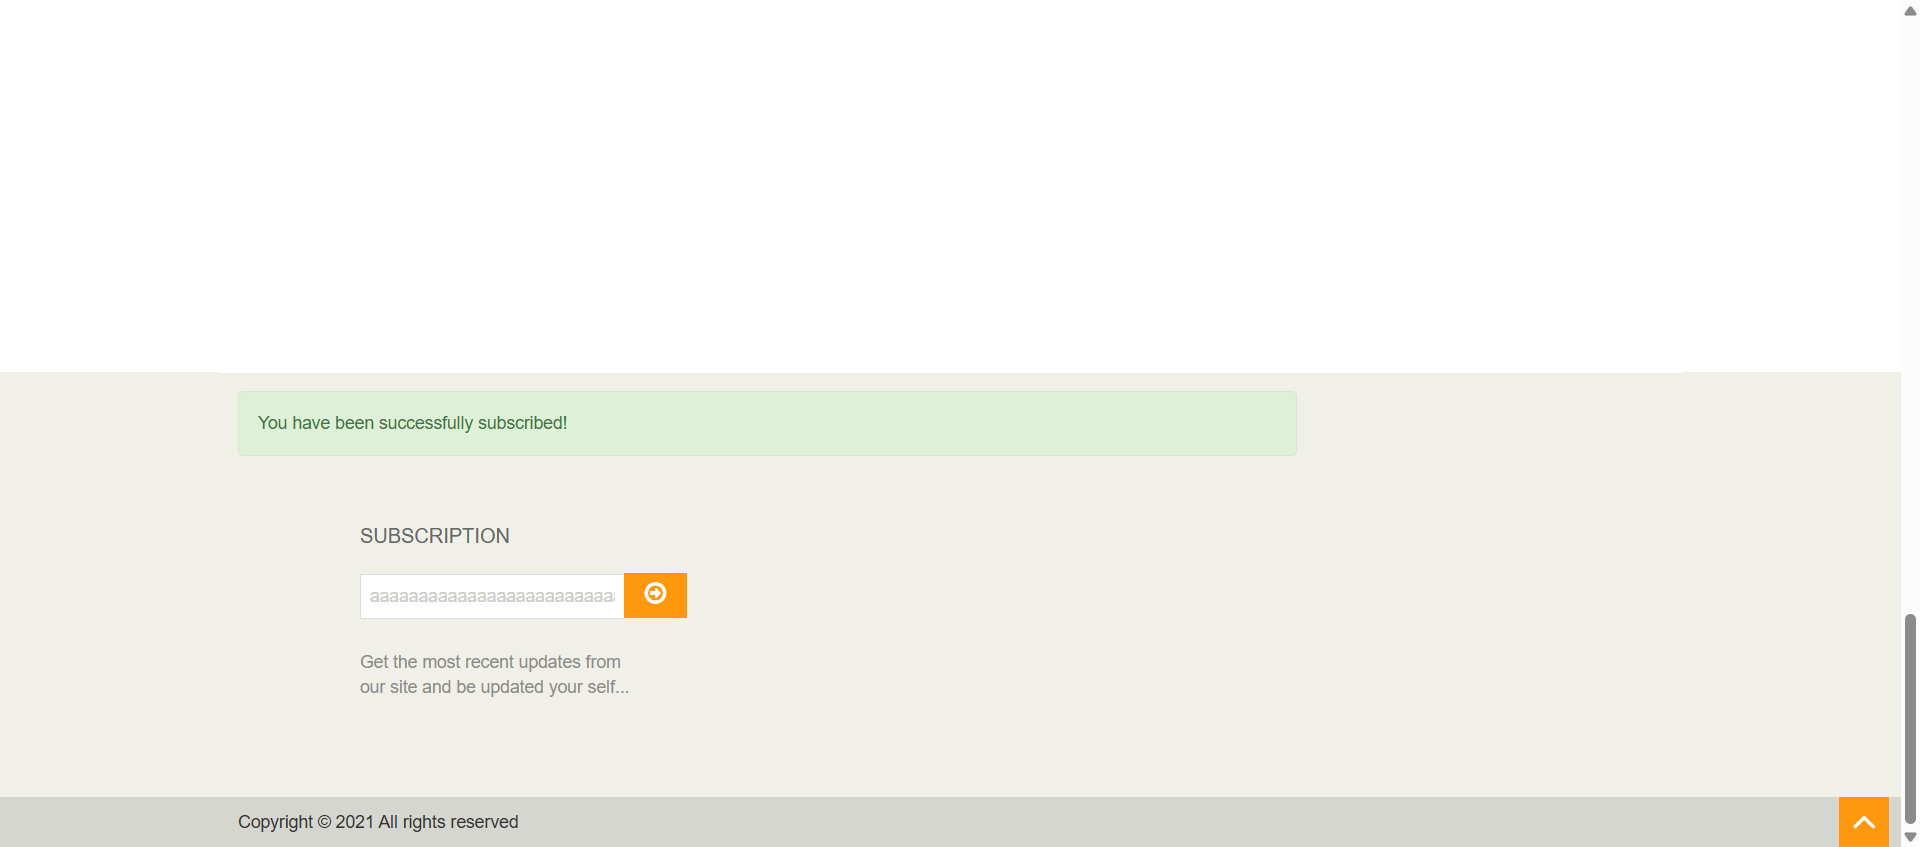 You have been successfully subscribed!
SUBSCRIPTION
aaaaaaaaaaaaaaaaaaaaaaaaa
Get the most recent updates from
our site and be updated your self...
Copyright © 2021 All rights reserved